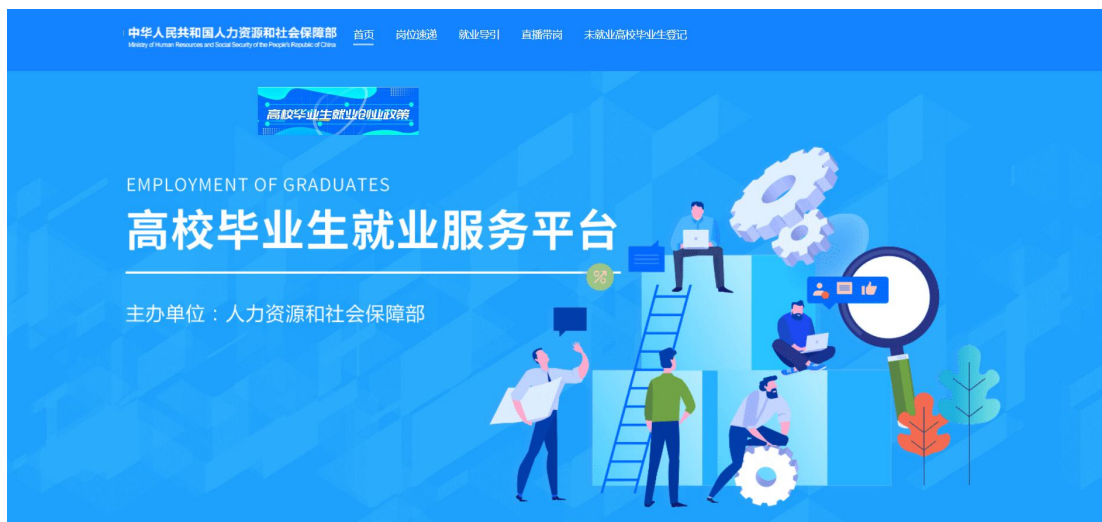 中华人民共和国人力资源和社会保障部
Ministry of Human Resources and Social Security of the People's Republic of China
首页 岗位速递 就业导引 直播带岗 未就业高校毕业生登记
高校毕业生就业创业政策
EMPLOYMENT OF GRADUATES
高校毕业生就业服务平台
主办单位：人力资源和社会保障部